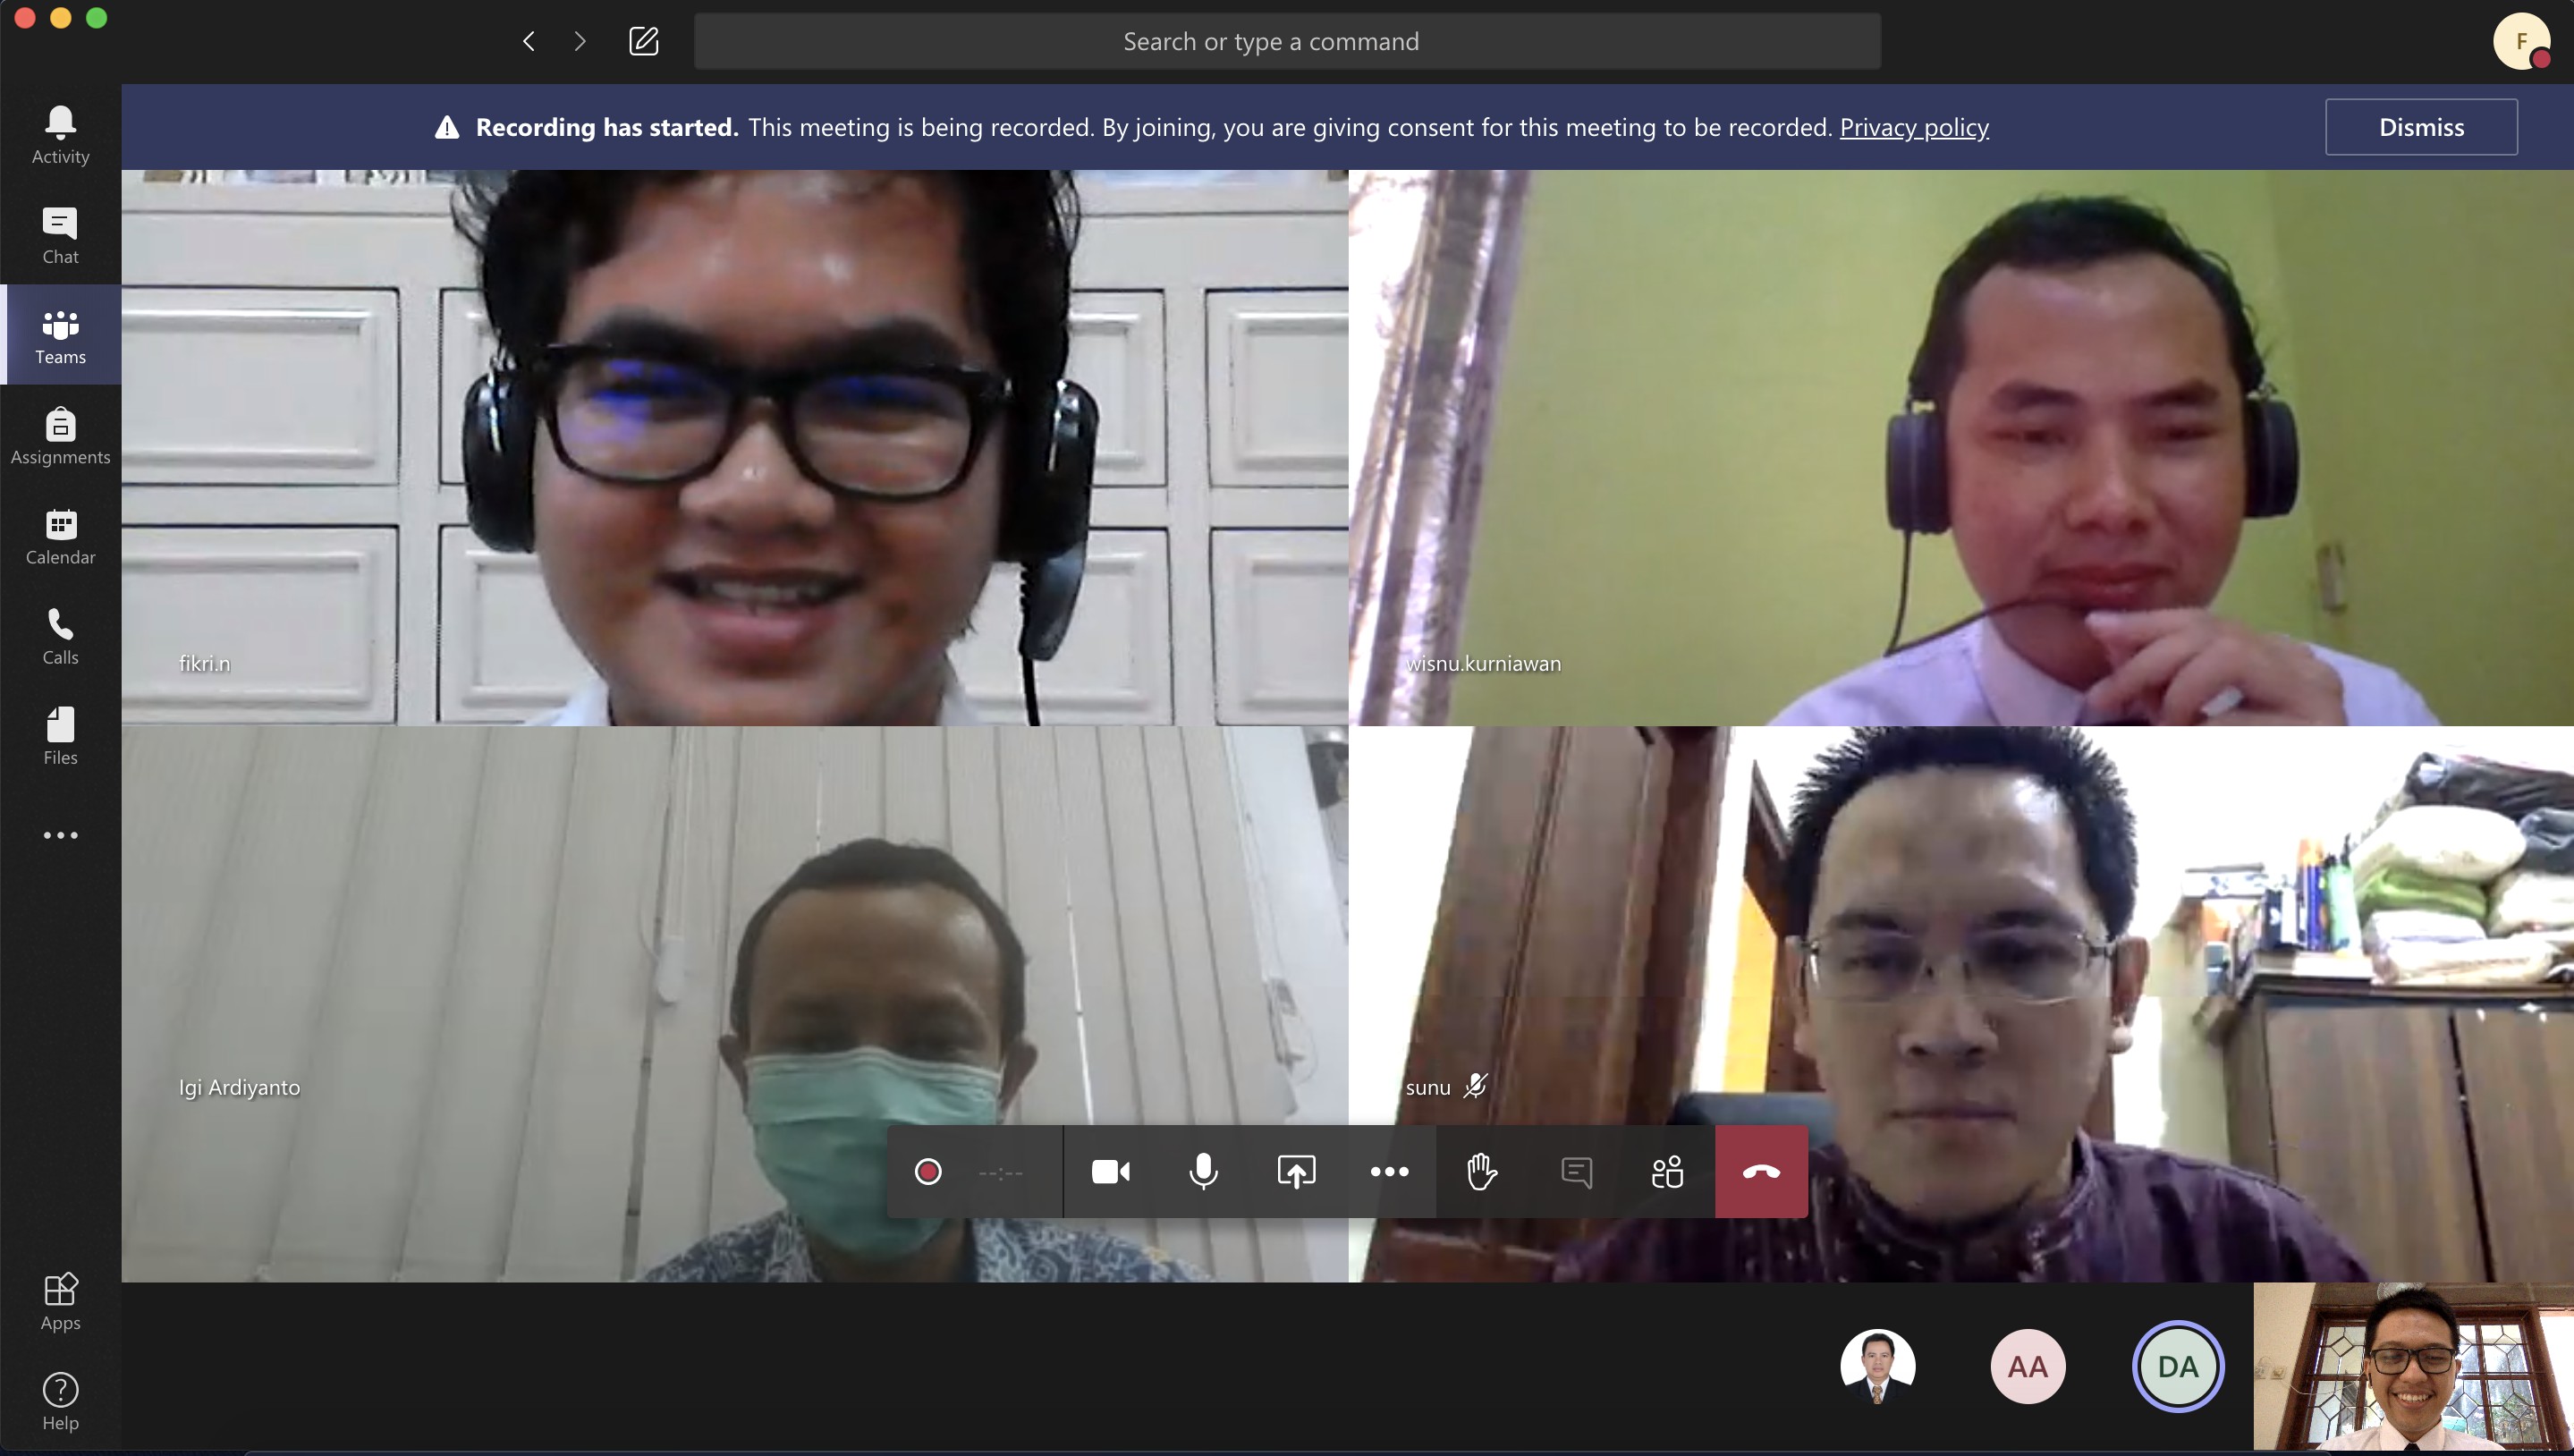 Search or type a command
F
Activity
Chat
Teams
Assignments
Calendar
Calls
Files
Apps
Help
Recording has started. This meeting is being recorded. By joining, you are giving consent for this meeting to be recorded. Privacy policy
Dismiss
fikri.n
wisnu.kurniawan
Igi Ardiyanto
sunu
--:--
AA
DA